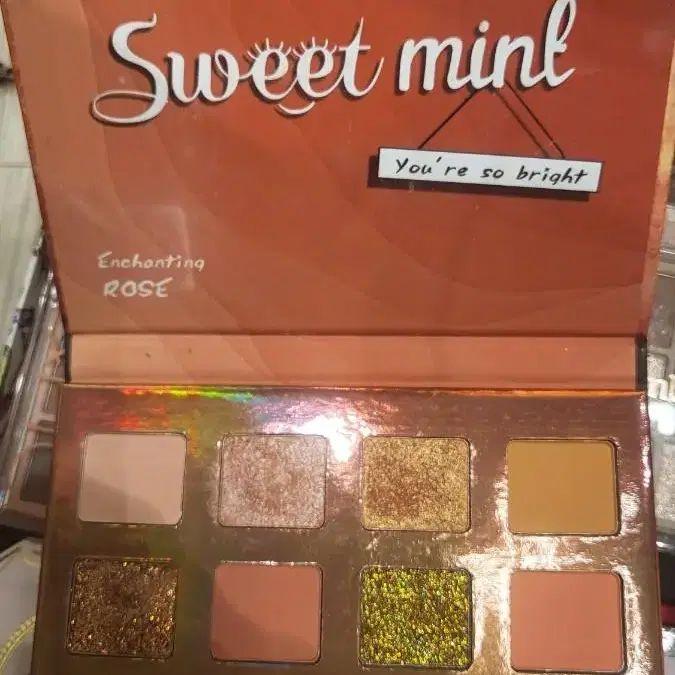 Sweet mint
You're so bright
Enchanting
ROSE